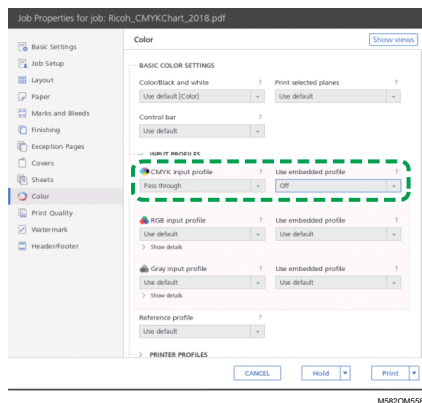 Job Properties for job: Ricoh_CMYKChart_2018.pdf
Basic Settings
Job Setup
Layout
Paper
Marks and Bleeds
Finishing
Exception Pages
Covers
Sheets
Color
Print Quality
Watermark
Header/Footer
Color
Show views
BASIC COLOR SETTINGS
Color/Black and white ? Print selected planes ?
Use default (Color) Use default
Control bar ?
Use default
INPUT PROFILES
CMYK input profile ? Use embedded profile ?
Pass through Off
RGB input profile ? Use embedded profile ?
Use default Use default
> Show details
Gray input profile ? Use embedded profile ?
Use default Use default
> Show details
Reference profile ?
Use default
> PRINTER PROFILES
CANCEL Hold Print
M582OM558